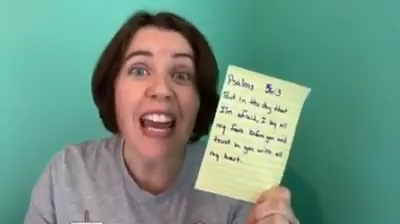 Psalms 56:3
But in the day that
I'm afraid, I lay all
my fears before you and
trust in you with all
my heart.